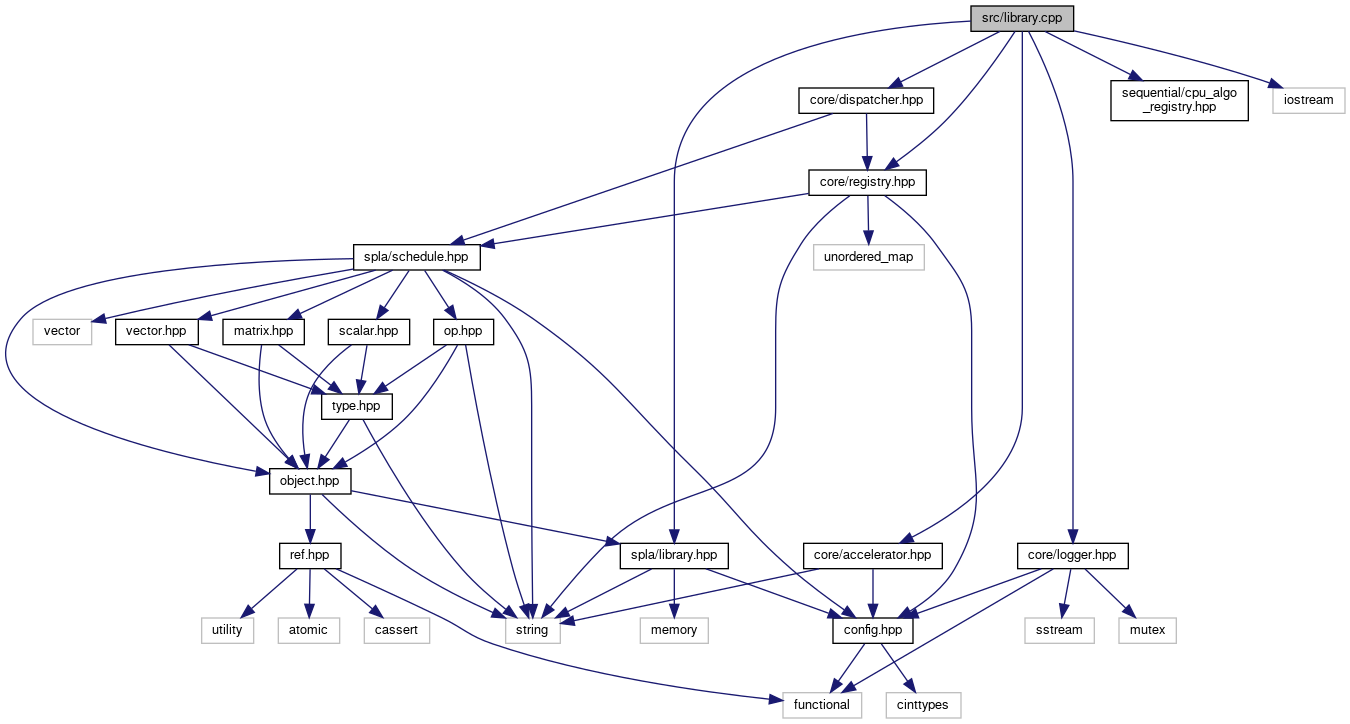 src/library.cpp
core/dispatcher.hpp
sequential/cpu_algo
_registry.hpp
iostream
core/registry.hpp
spla/schedule.hpp
unordered_map
vector
vector.hpp
matrix.hpp
scalar.hpp
op.hpp
type.hpp
object.hpp
ref.hpp
spla/library.hpp
core/accelerator.hpp
core/logger.hpp
utility
atomic
cassert
string
memory
config.hpp
sstream
mutex
functional
cinttypes